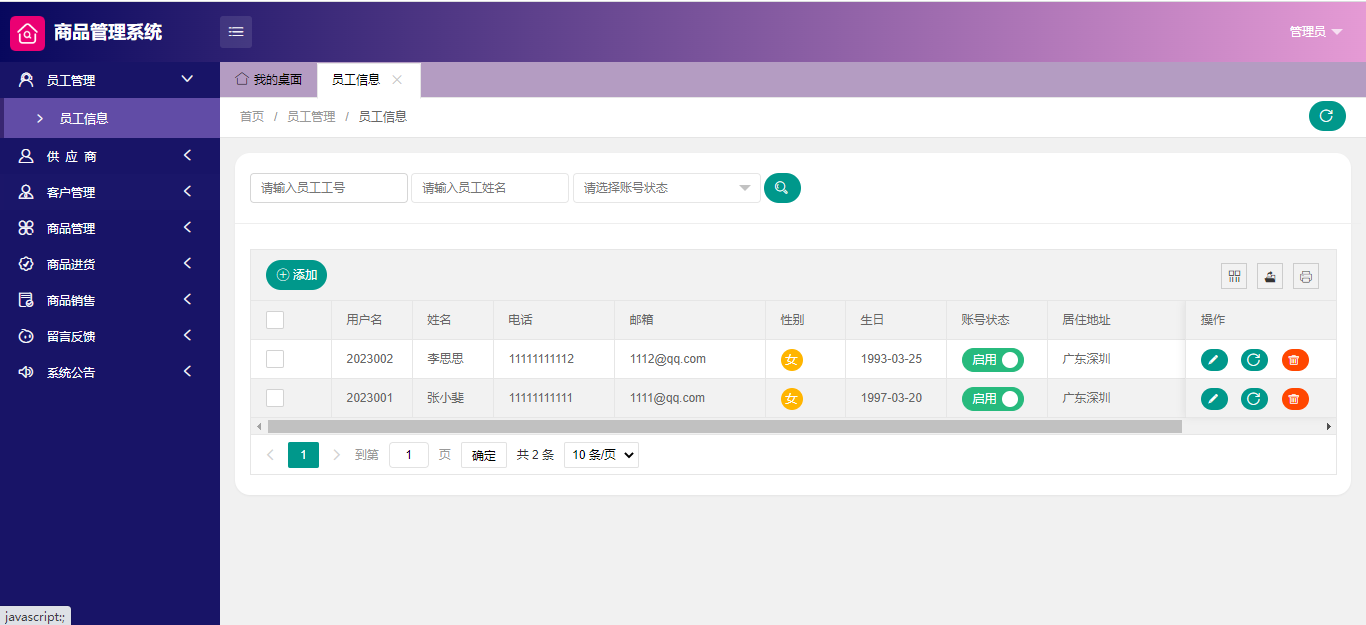 商品管理系统
管理员
员工管理
员工信息
供 应 商
客户管理
商品管理
商品进货
商品销售
留言反馈
系统公告
我的桌面 员工信息
首页 / 员工管理 / 员工信息
请输入员工工号 请输入员工姓名 请选择账号状态
添加
用户名 姓名 电话 邮箱 性别 生日 账号状态 居住地址 操作
2023002 李思思 11111111112 1112@qq.com 女 1993-03-25 启用 广东深圳
2023001 张小斐 11111111111 1111@qq.com 女 1997-03-20 启用 广东深圳
1 到第 1 页 确定 共 2 条 10 条/页
javascript:;